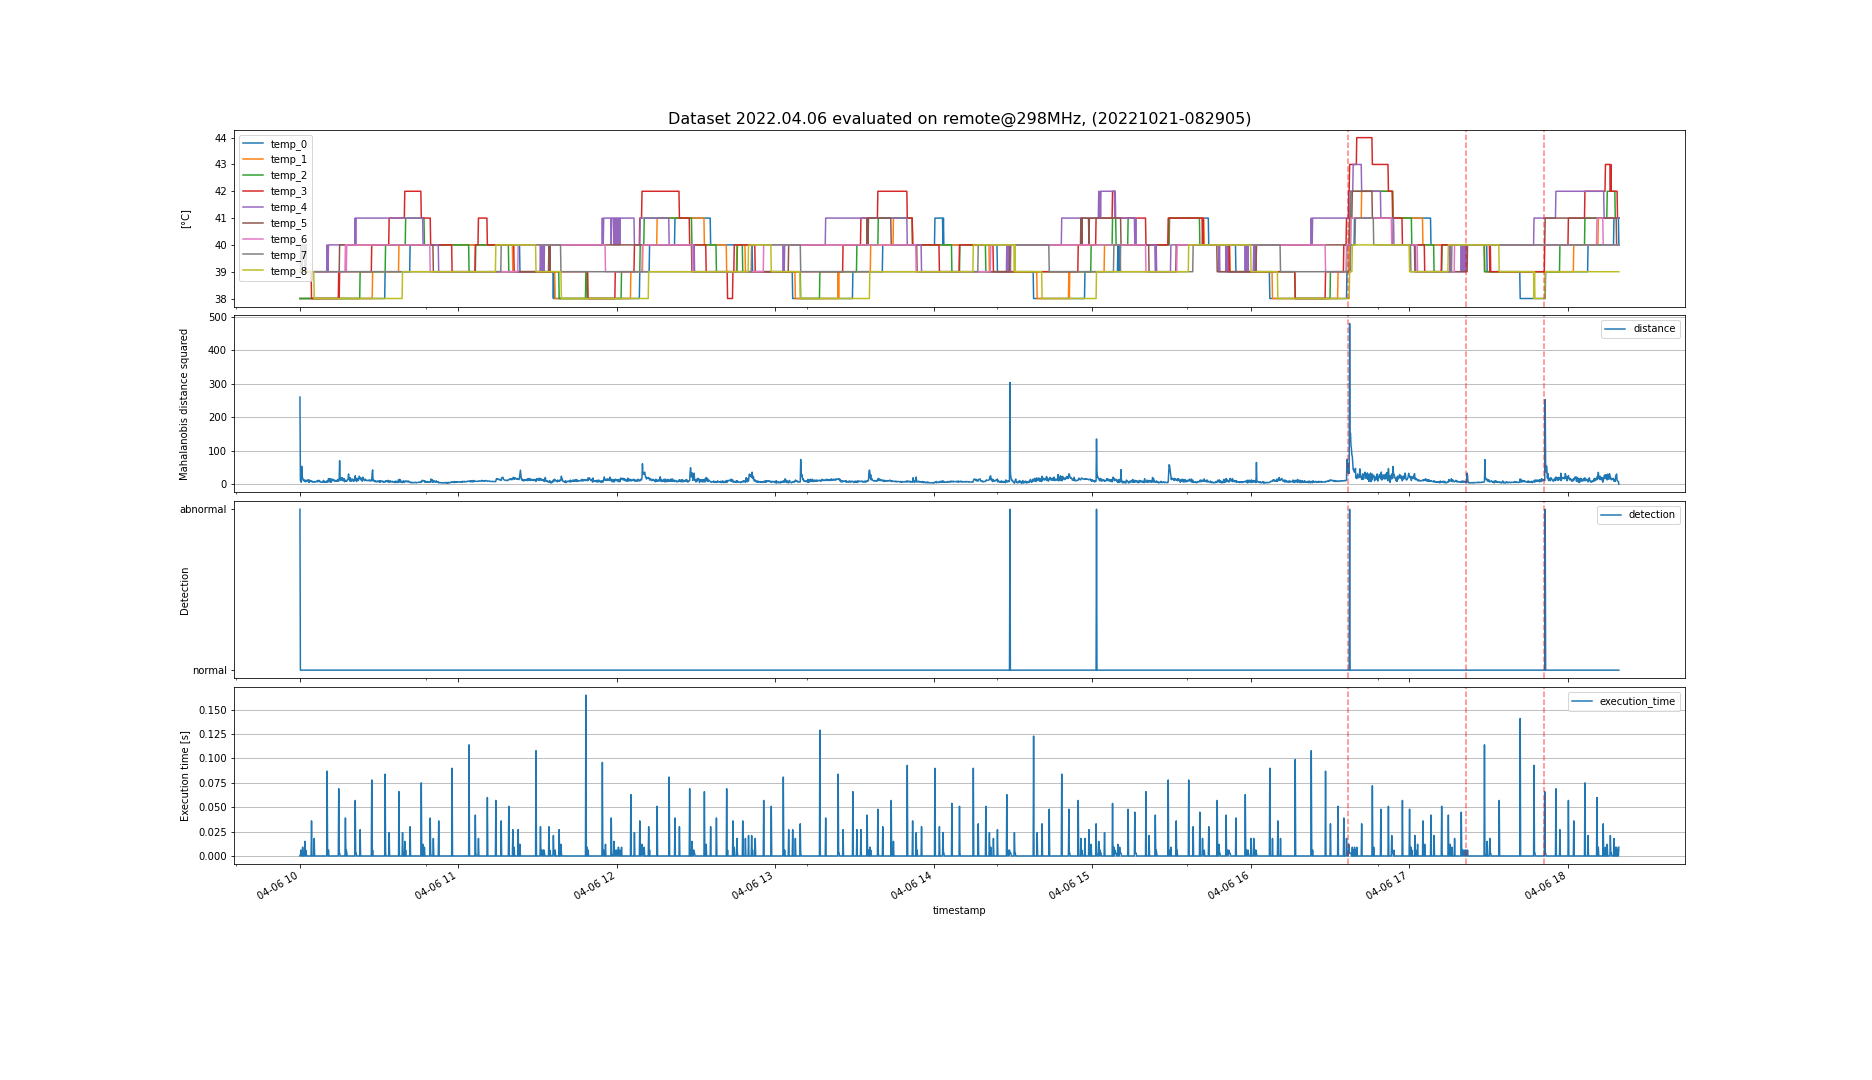 Dataset 2022.04.06 evaluated on remote@298MHz, (20221021-082905)
44
43
42
41
40
39
38
[°C]
temp_0
temp_1
temp_2
temp_3
temp_4
temp_5
temp_6
temp_7
temp_8
500
400
300
200
100
0
Mahalanobis distance squared
distance
abnormal
normal
Detection
detection
0.150
0.125
0.100
0.075
0.050
0.025
0.000
Execution time [s]
execution_time
04-06 10
04-06 11
04-06 12
04-06 13
04-06 14
04-06 15
04-06 16
04-06 17
04-06 18
timestamp